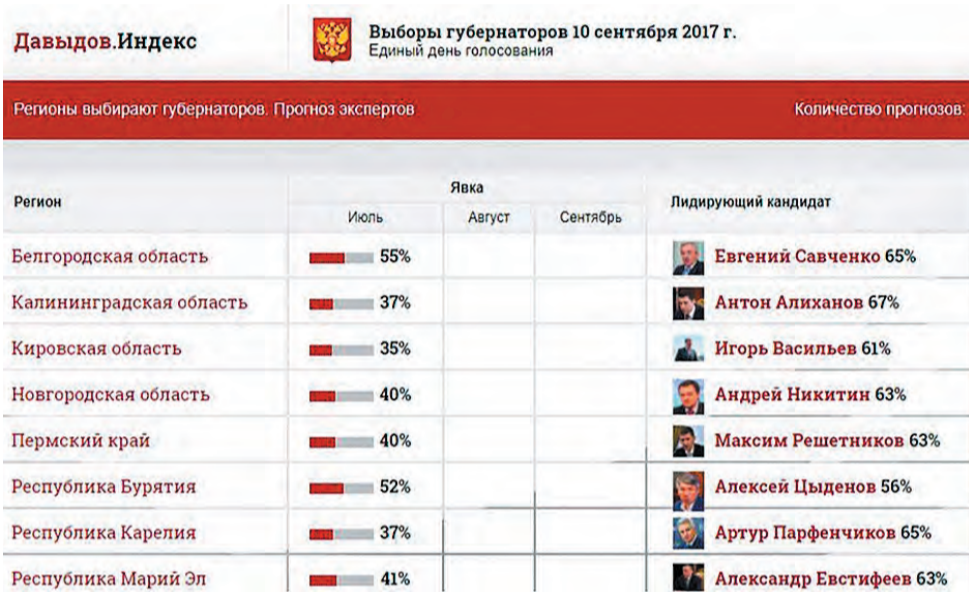 Давыдов.Индекс
Выборы губернаторов 10 сентября 2017 г.
Единый день голосования
Регионы выбирают губернаторов. Прогноз экспертов
Количество прогнозов:
Регион
Явка
Лидирующий кандидат
Июль Август Сентябрь
Белгородская область 55% Евгений Савченко 65%
Калининградская область 37% Антон Алиханов 67%
Кировская область 35% Игорь Васильев 61%
Новгородская область 40% Андрей Никитин 63%
Пермский край 40% Максим Решетников 63%
Республика Бурятия 52% Алексей Цыденов 56%
Республика Карелия 37% Артур Парфенчиков 65%
Республика Марий Эл 41% Александр Евстифеев 63%